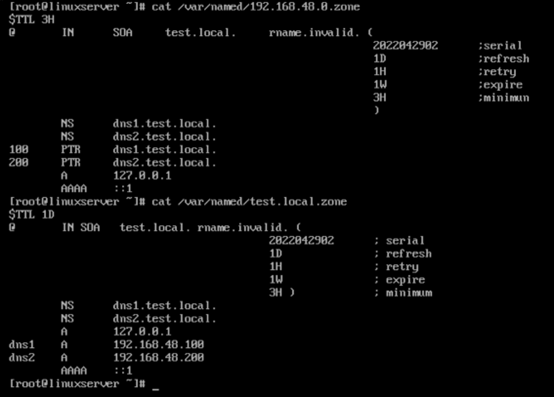 [root@linuxserver ~]# cat /var/named/192.168.48.0.zone
$TTL 3H
@ IN SOA test.local. rname.invalid. (
2022042902 ;serial
1D ;refresh
1H ;retry
1W ;expire
3H ;minimun
)
NS dns1.test.local.
NS dns2.test.local.
100 PTR dns1.test.local.
200 PTR dns2.test.local.
A 127.0.0.1
AAAA ::1
[root@linuxserver ~]# cat /var/named/test.local.zone
$TTL 1D
@ IN SOA test.local. rname.invalid. (
2022042902 ; serial
1D ; refresh
1H ; retry
1W ; expire
3H ) ; minimum
NS dns1.test.local.
NS dns2.test.local.
A 127.0.0.1
dns1 A 192.168.48.100
dns2 A 192.168.48.200
AAAA ::1
[root@linuxserver ~]# _